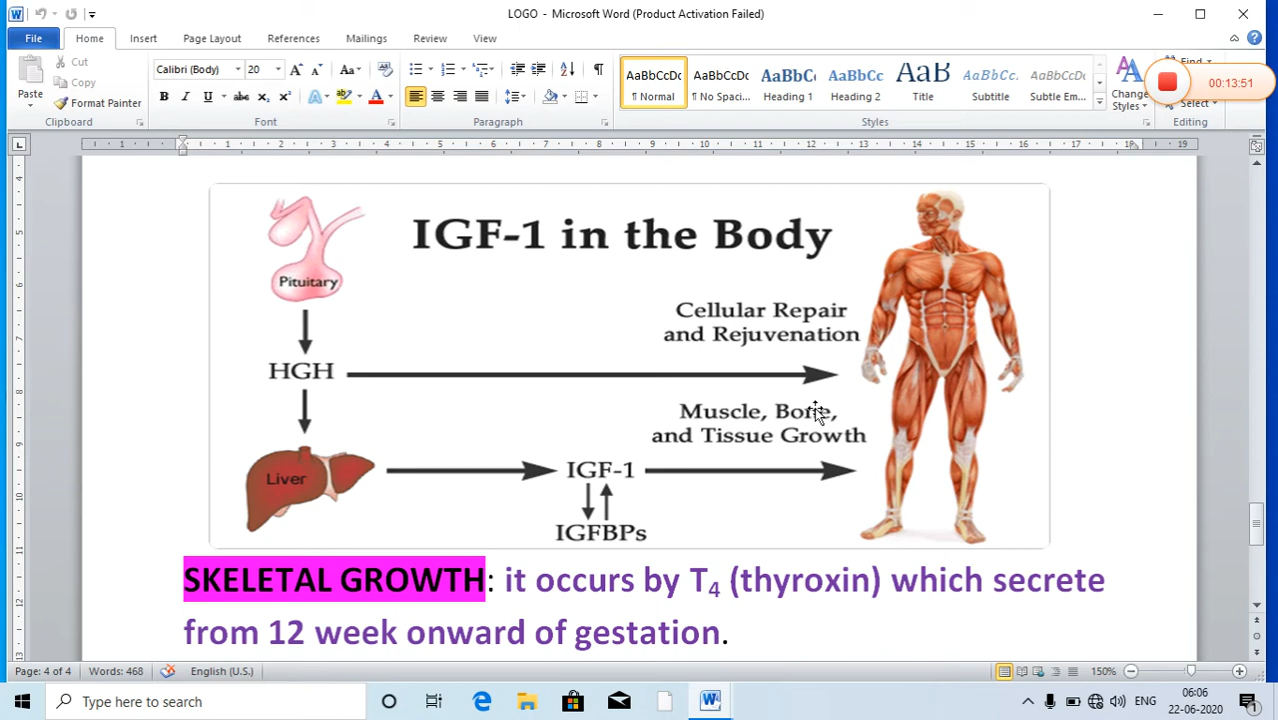 LOGO - Microsoft Word (Product Activation Failed)
File Home Insert Page Layout References Mailings Review View
Cut
Copy
Format Painter
Paste
Clipboard
Calibri (Body) 20
Font
Paragraph
AaBbCcDc AaBbCcDc AaBbC AaBbCc AaB AaBbCc. AaBbCcDc
¶ Normal ¶ No Spaci... Heading 1 Heading 2 Title Subtitle Subtle Em...
Styles
Change Styles
Find
Select
Editing
00:13:51
IGF-1 in the Body
Pituitary
Cellular Repair
and Rejuvenation
HGH
Muscle, Bone,
and Tissue Growth
Liver
IGF-1
IGFBPs
SKELETAL GROWTH: it occurs by T4 (thyroxin) which secrete
from 12 week onward of gestation.
Page: 4 of 4 Words: 468 English (U.S.) 150%
Type here to search
ENG
06:06
22-06-2020